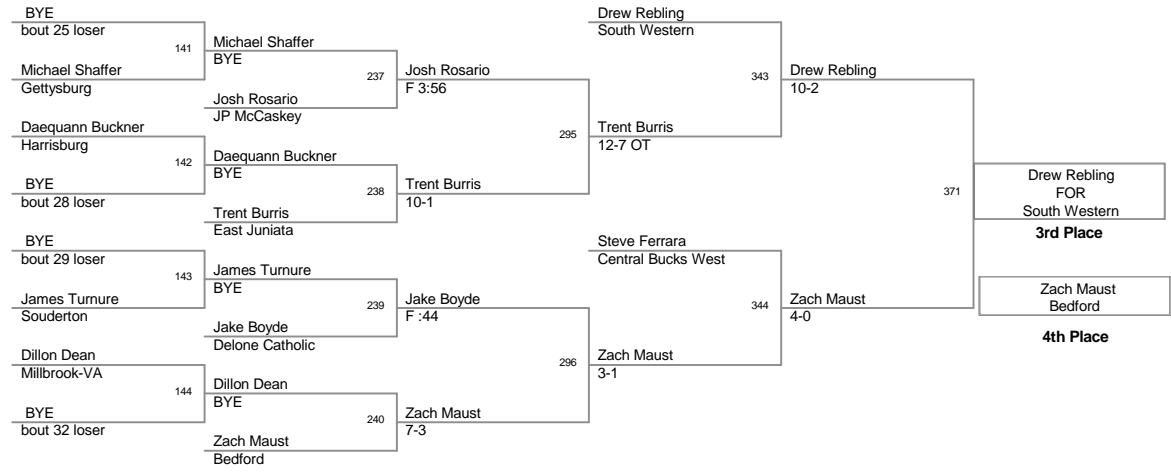 BYE
bout 25 loser
141
Michael Shaffer
Gettysburg
Daequann Buckner
Harrisburg
142
BYE
bout 28 loser
BYE
bout 29 loser
143
James Turnure
Souderton
Dillon Dean
Millbrook-VA
144
BYE
bout 32 loser
Michael Shaffer
BYE
237
Josh Rosario
JP McCaskey
Daequann Buckner
BYE
238
Trent Burris
East Juniata
James Turnure
BYE
239
Jake Boyde
Delone Catholic
Dillon Dean
BYE
240
Zach Maust
Bedford
Josh Rosario
F 3:56
295
Trent Burris
10-1
Jake Boyde
F :44
296
Zach Maust
7-3
Drew Rebling
South Western
343
Trent Burris
12-7 OT
Steve Ferrara
Central Bucks West
344
Zach Maust
3-1
Drew Rebling
10-2
371
Zach Maust
4-0
Drew Rebling
FOR
South Western
3rd Place
Zach Maust
Bedford
4th Place